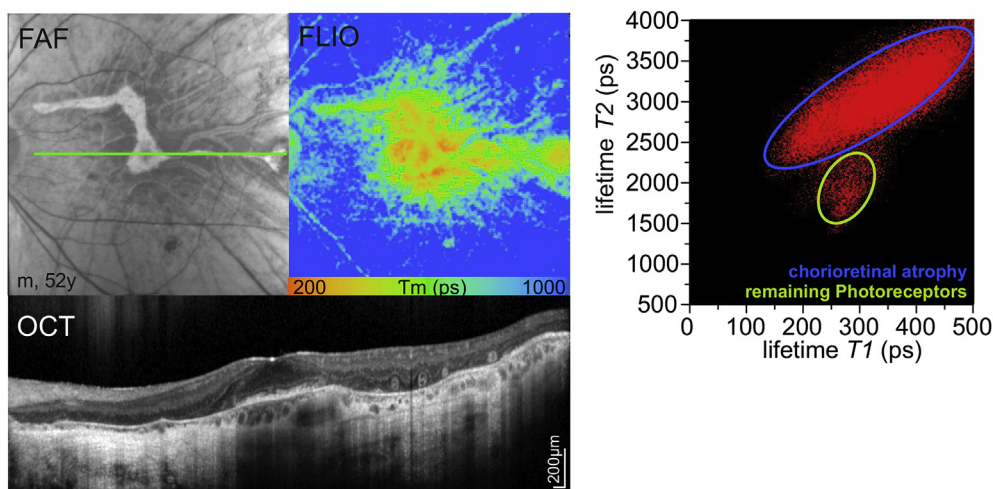 FAF
m, 52y
FLIO
200 Tm (ps) 1000
OCT
200µm
lifetime T2 (ps)
4000
3500
3000
2500
2000
1500
1000
500
chorioretinal atrophy
remaining Photoreceptors
0 100 200 300 400 500
lifetime T1 (ps)